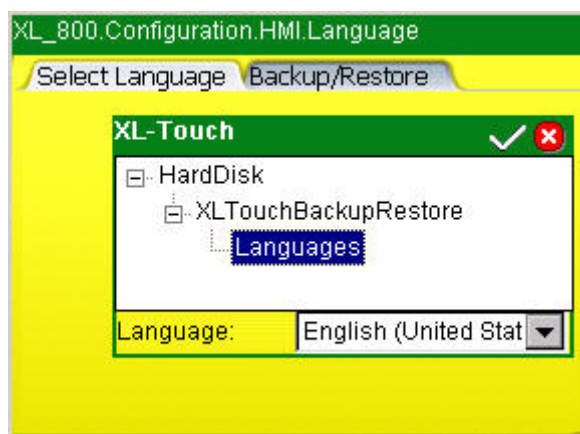 XL_800.Configuration.HMI.Language
Select Language Backup/Restore
XL-Touch
HardDisk
XLTouchBackupRestore
Languages
Language: English (United Stat